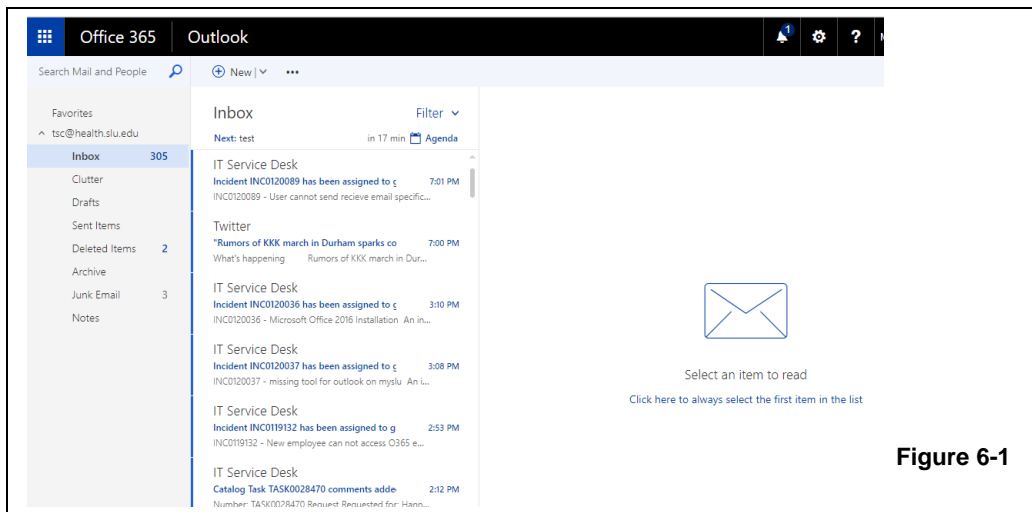 Office 365 Outlook 1 ?
Search Mail and People New
Favorites
tsc@health.slu.edu
Inbox 305
Clutter
Drafts
Sent Items
Deleted Items 2
Archive
Junk Email 3
Notes
Inbox Filter
Next: test in 17 min Agenda
IT Service Desk
Incident INC0120089 has been assigned to g 7:01 PM
INC0120089 - User cannot send recieve email specific...
Twitter
"Rumors of KKK march in Durham sparks co 7:00 PM
What's happening Rumors of KKK march in Dur...
IT Service Desk
Incident INC0120036 has been assigned to g 3:10 PM
INC0120036 - Microsoft Office 2016 Installation An in...
IT Service Desk
Incident INC0120037 has been assigned to g 3:08 PM
INC0120037 - missing tool for outlook on myslu An i...
IT Service Desk
Incident INC0119132 has been assigned to g 2:53 PM
INC0119132 - New employee can not access O365 e...
IT Service Desk
Catalog Task TASK0028470 comments adde 2:12 PM
Number: TASK0028470 Request Requested for: Hann...
Select an item to read
Click here to always select the first item in the list
Figure 6-1